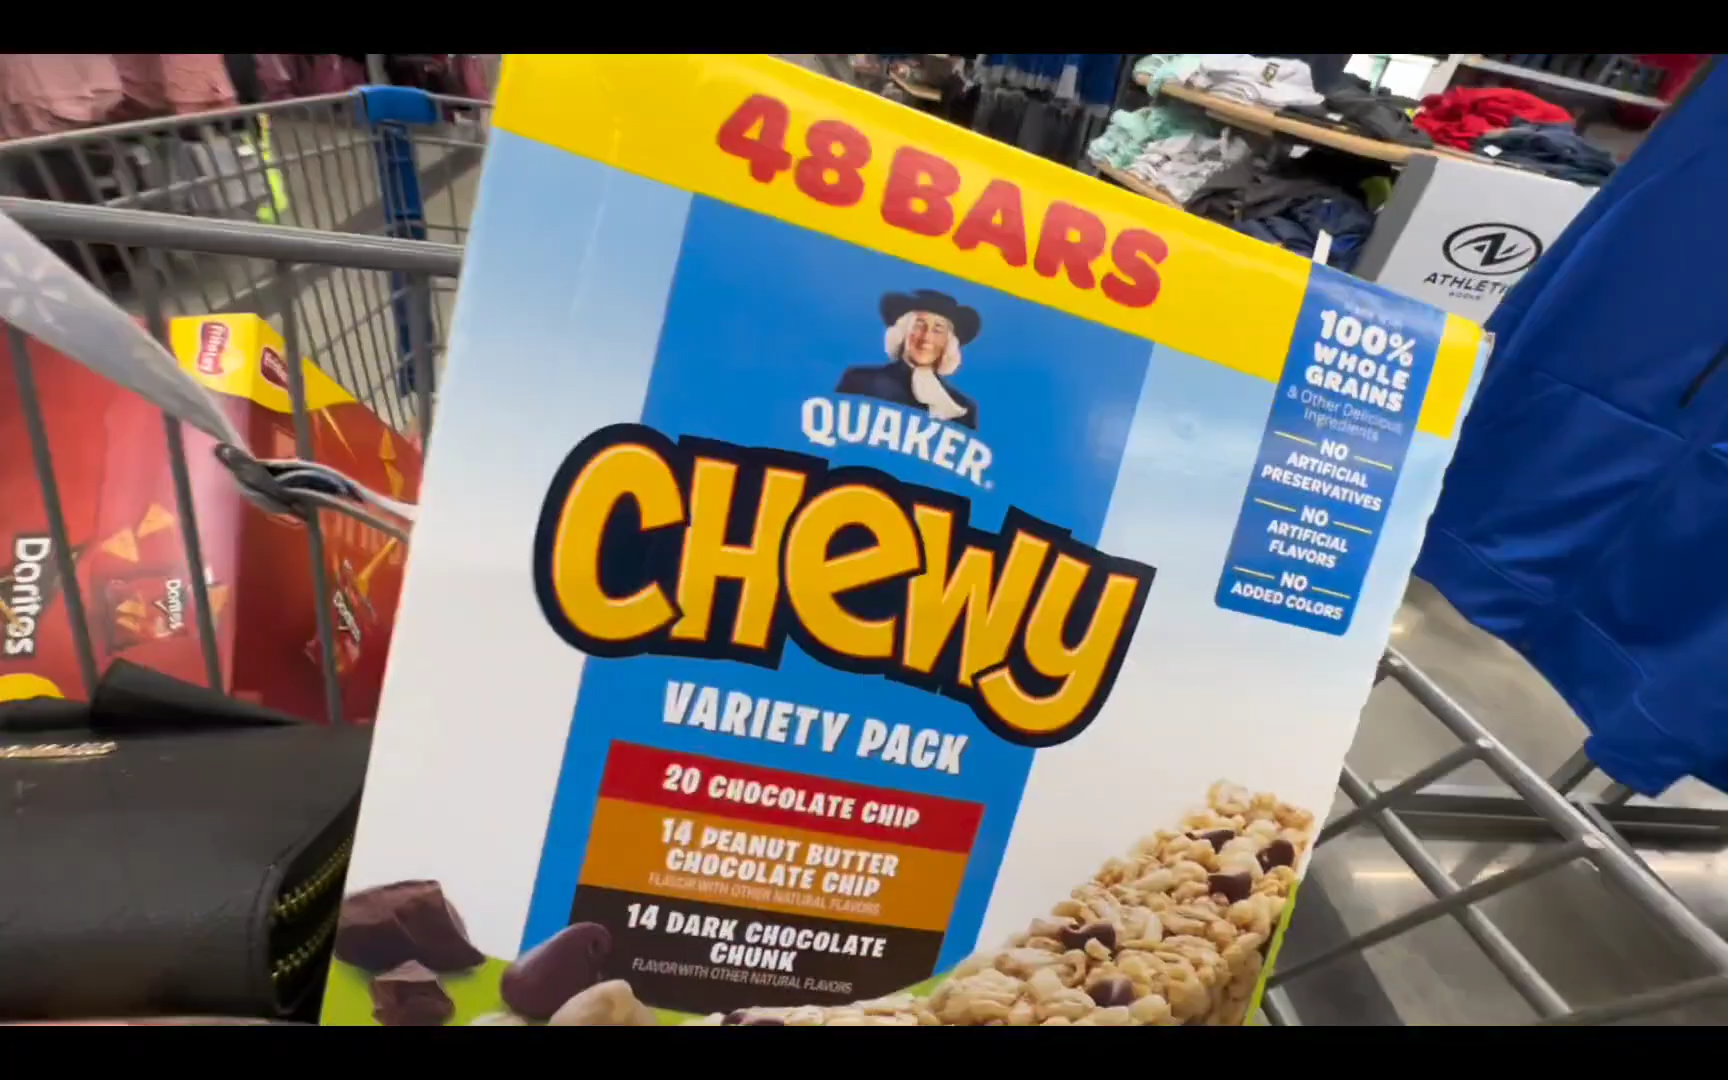 48 BARS
QUAKER
CHEWY
VARIETY PACK
20 CHOCOLATE CHIP
14 PEANUT BUTTER
CHOCOLATE CHIP
FLAVOR WITH OTHER NATURAL FLAVORS
14 DARK CHOCOLATE
CHUNK
FLAVOR WITH OTHER NATURAL FLAVORS
100%
WHOLE
GRAINS
& Other Delicious
Ingredients
NO
ARTIFICIAL
PRESERVATIVES
NO
ARTIFICIAL
FLAVORS
NO
ADDED COLORS
FritoLay
Doritos
Doritos
Doritos